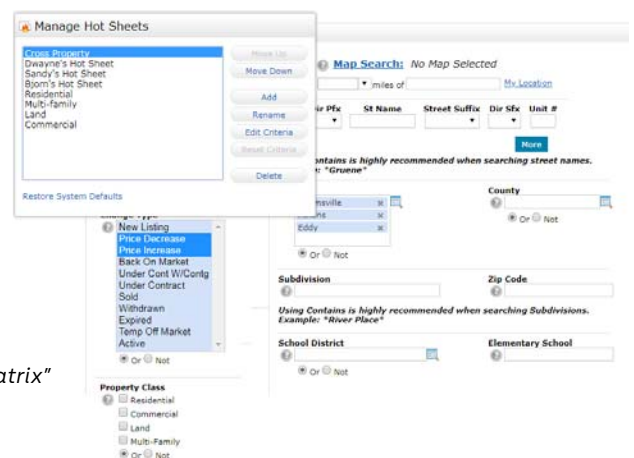 Manage Hot Sheets
Cross Property
Dwayne's Hot Sheet
Sandy's Hot Sheet
Bjorn's Hot Sheet
Residential
Multi-family
Land
Commercial
Move Up
Move Down
Add
Rename
Edit Criteria
Reset Criteria
Delete
Restore System Defaults
Map Search: No Map Selected
miles of
My Location
Dir Pfx St Name Street Suffix Dir Sfx Unit #
More
Contains is highly recommended when searching street names.
: "Gruene"
County
Eddy
Or Not
Or Not
Subdivision
Zip Code
Using Contains is highly recommended when searching Subdivisions.
Example: "River Place"
School District
Elementary School
Or Not
New Listing
Price Decrease
Price Increase
Back On Market
Under Cont W/Contg
Under Contract
Sold
Withdrawn
Expired
Temp Off Market
Active
Or Not
atrix"
Property Class
Residential
Commercial
Land
Multi-Family
Or Not